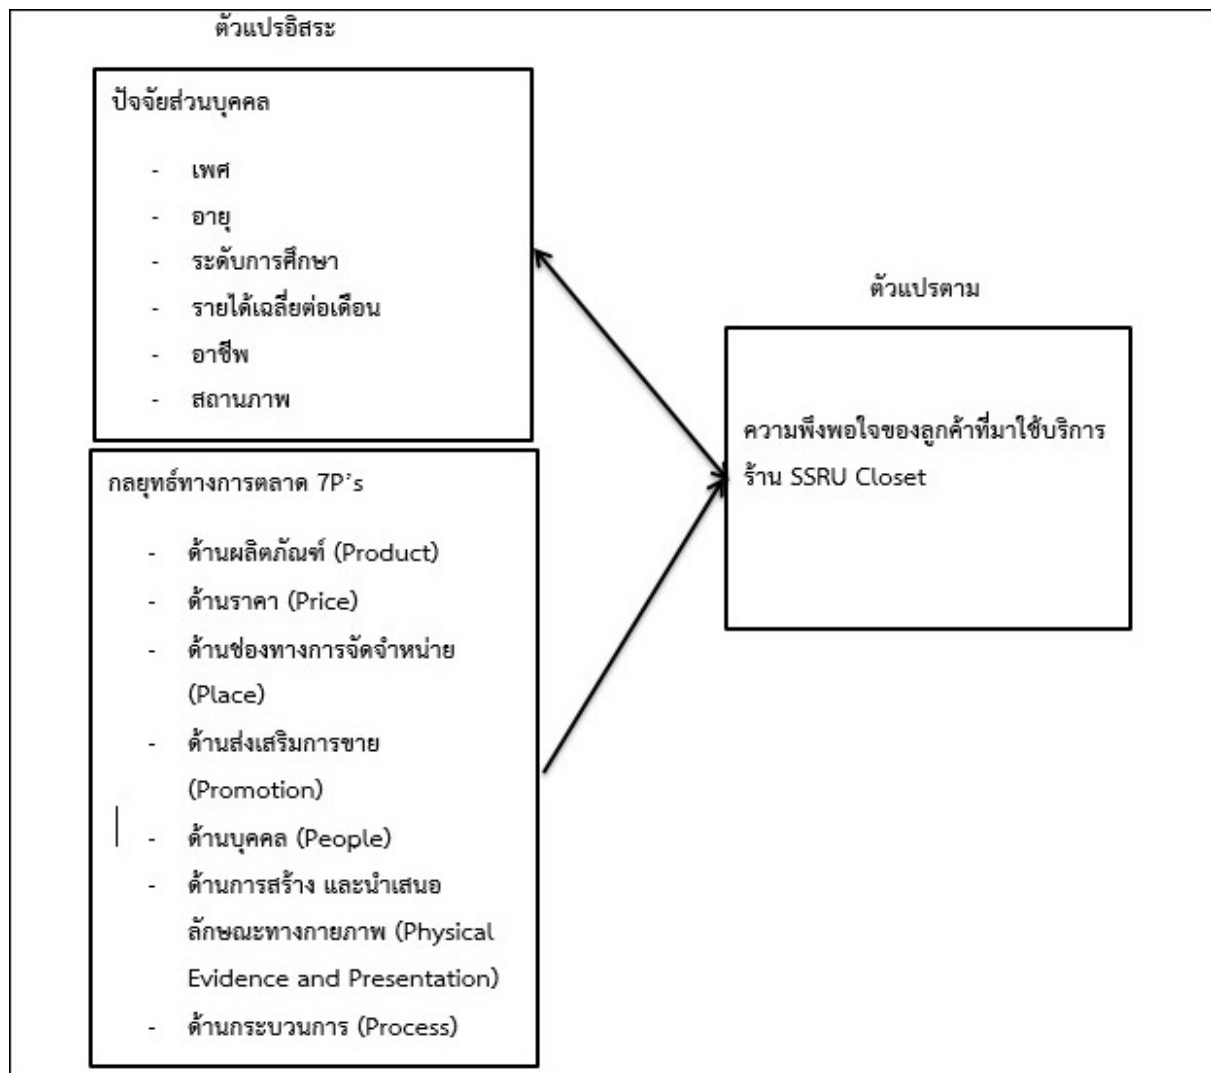 ตัวแปรอิสระ
ปัจจัยส่วนบุคคล
- เพศ
- อายุ
- ระดับการศึกษา
- รายได้เฉลี่ยต่อเดือน
- อาชีพ
- สถานภาพ
กลยุทธ์ทางการตลาด 7P's
- ด้านผลิตภัณฑ์ (Product)
- ด้านราคา (Price)
- ด้านช่องทางการจัดจำหน่าย
(Place)
- ด้านส่งเสริมการขาย
(Promotion)
- ด้านบุคคล (People)
- ด้านการสร้าง และนำเสนอ
ลักษณะทางกายภาพ (Physical
Evidence and Presentation)
- ด้านกระบวนการ (Process)
ตัวแปรตาม
ความพึงพอใจของลูกค้าที่มาใช้บริการ
ร้าน SSRU Closet